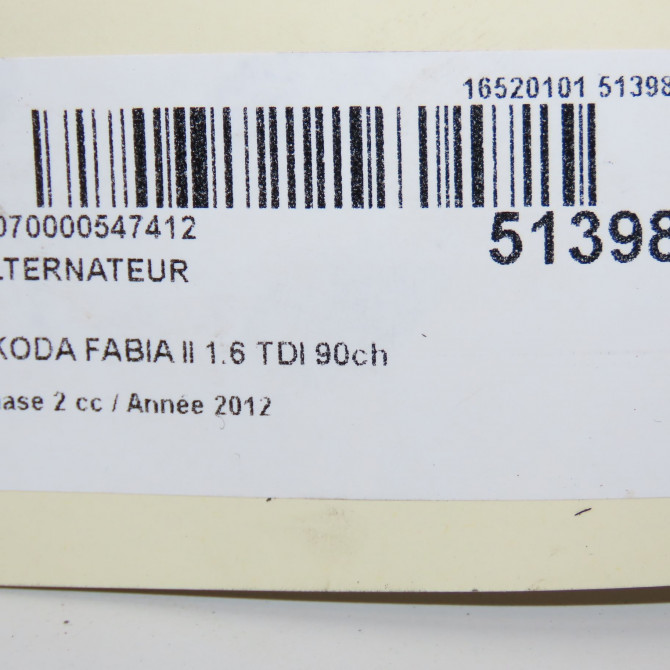 16520101 51398
070000547412
51398
LTERNATEUR
KODA FABIA II 1.6 TDI 90ch
ase 2 cc / Année 2012